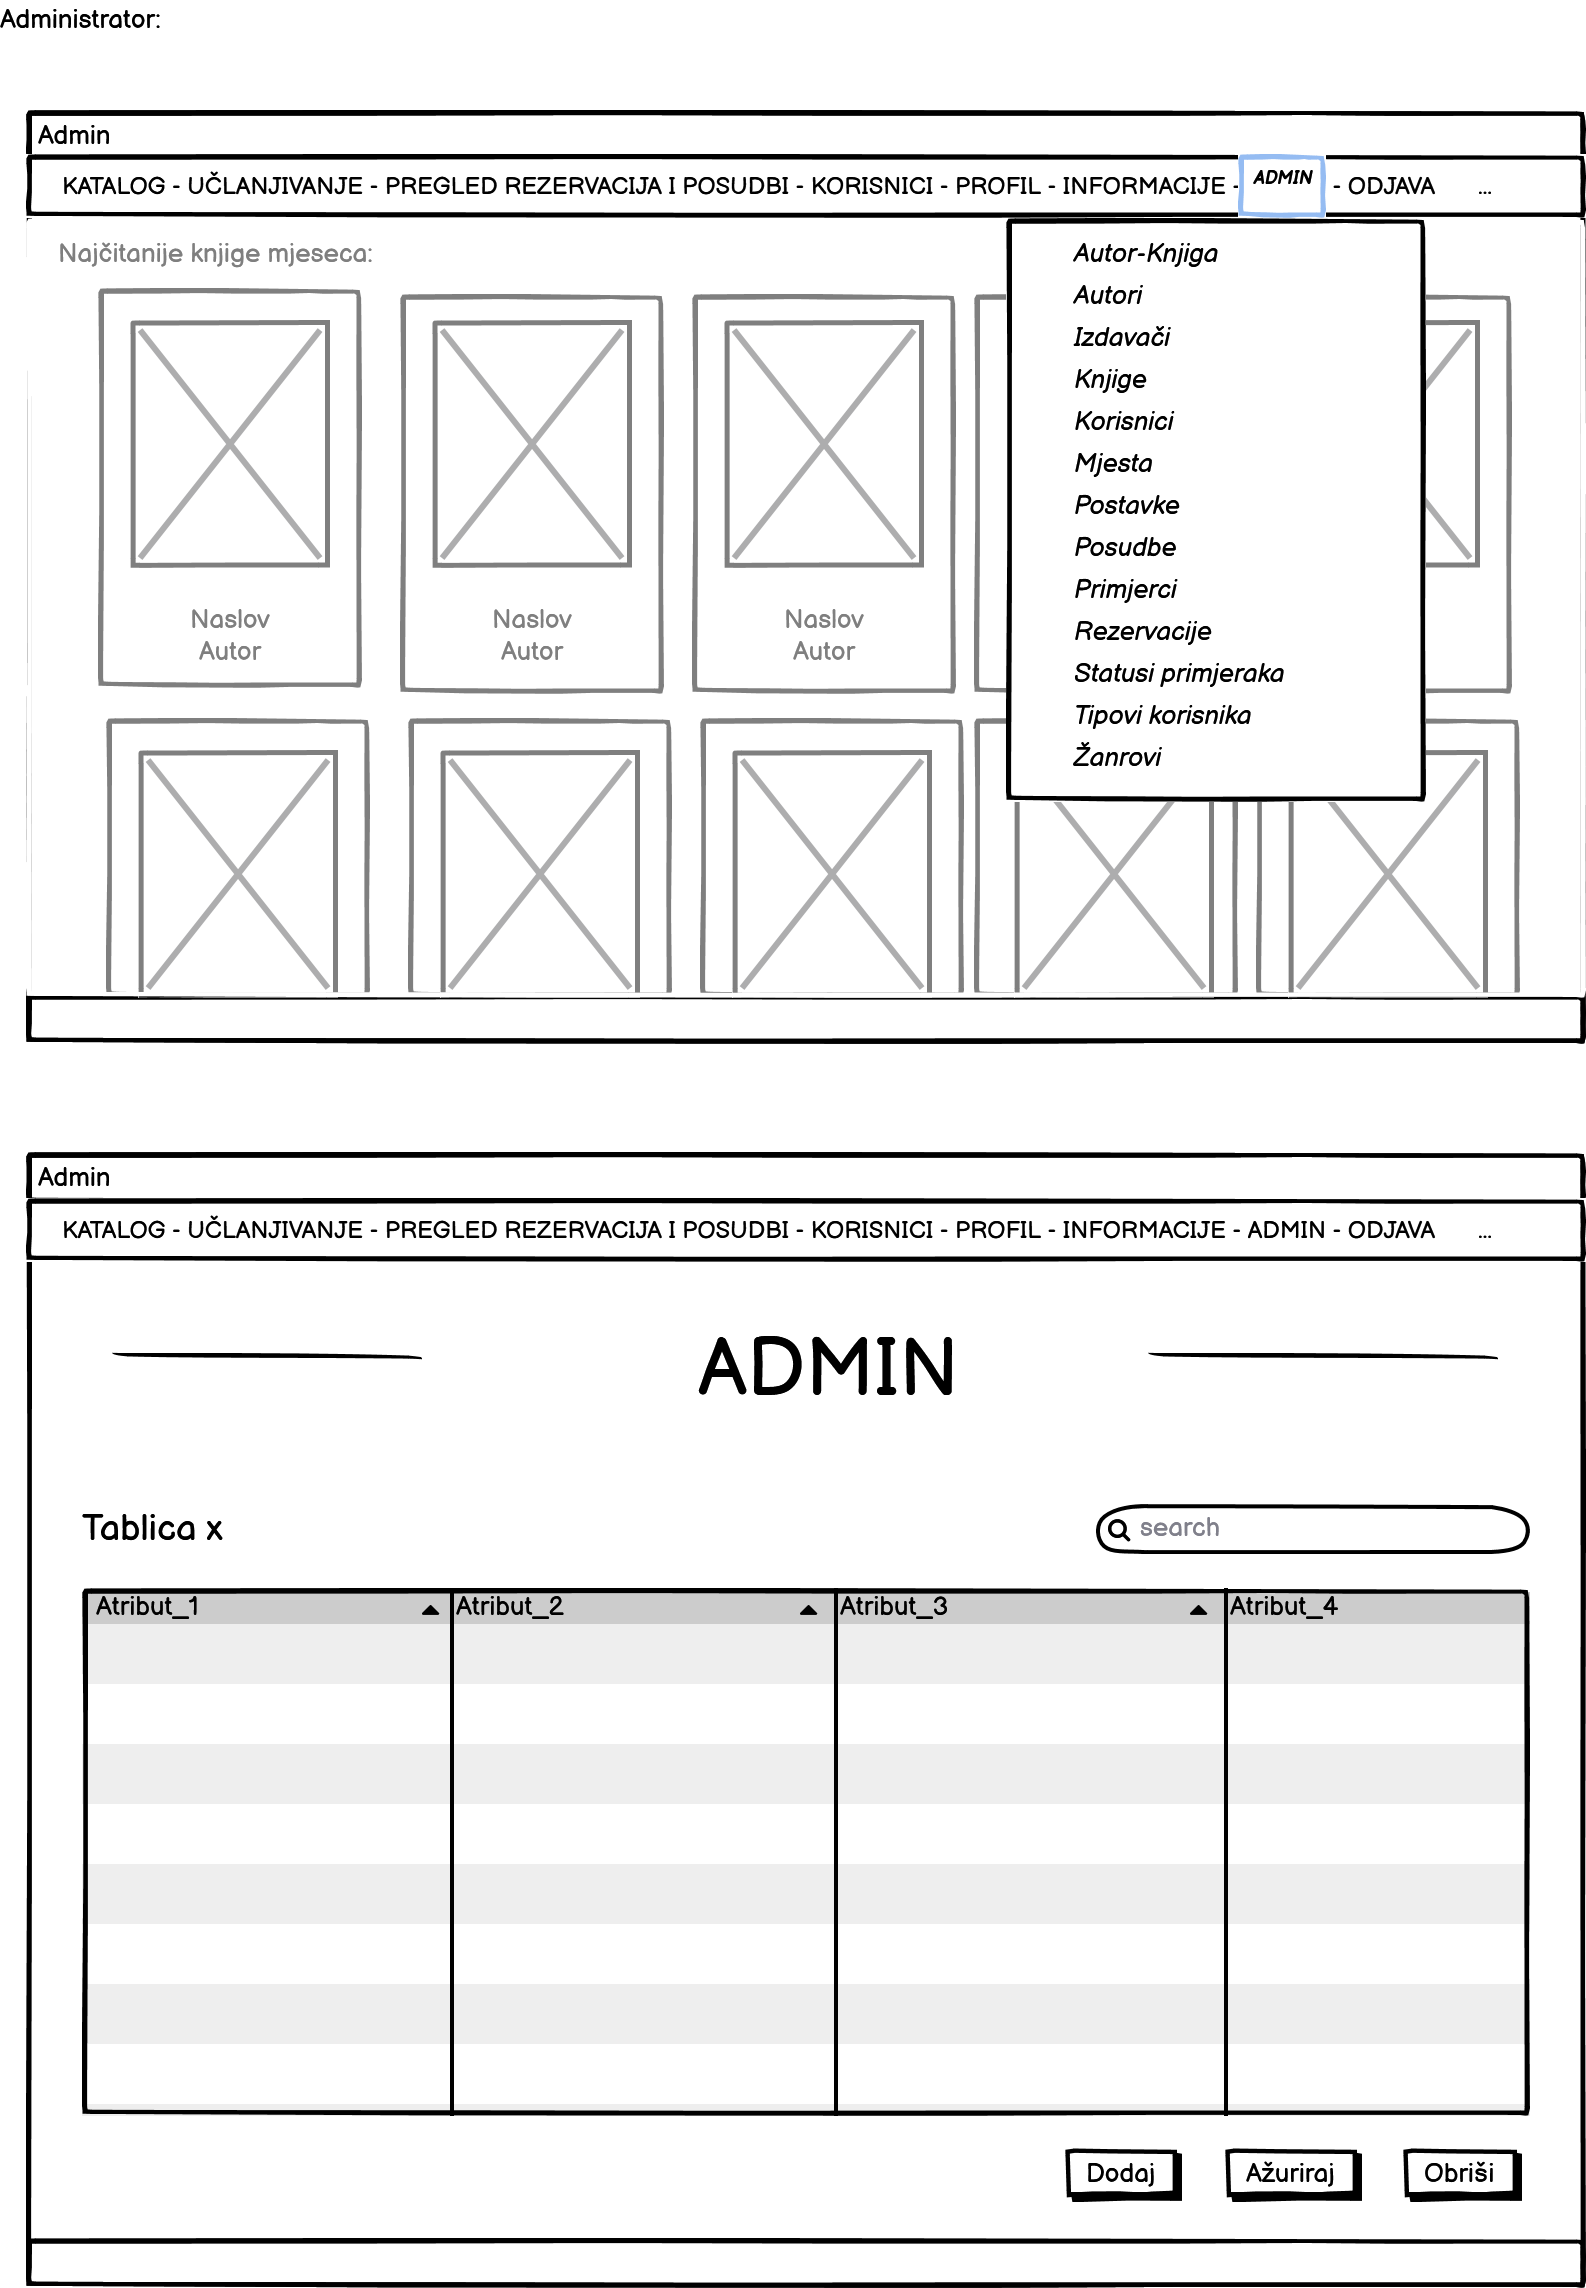 Administrator:
Admin
KATALOG - UČLANJIVANJE - PREGLED REZERVACIJA I POSUDBI - KORISNICI - PROFIL - INFORMACIJE - ADMIN - ODJAVA ...
Najčitanije knjige mjeseca:
Autor-Knjiga
Autori
Izdavači
Knjige
Korisnici
Mjesta
Postavke
Posudbe
Primjerci
Rezervacije
Statusi primjeraka
Tipovi korisnika
Žanrovi
Naslov Naslov Naslov
Autor Autor Autor
Admin
KATALOG - UČLANJIVANJE - PREGLED REZERVACIJA I POSUDBI - KORISNICI - PROFIL - INFORMACIJE - ADMIN - ODJAVA ...
ADMIN
Tablica x search
Atribut_1 Atribut_2 Atribut_3 Atribut_4
Dodaj Ažuriraj Obriši